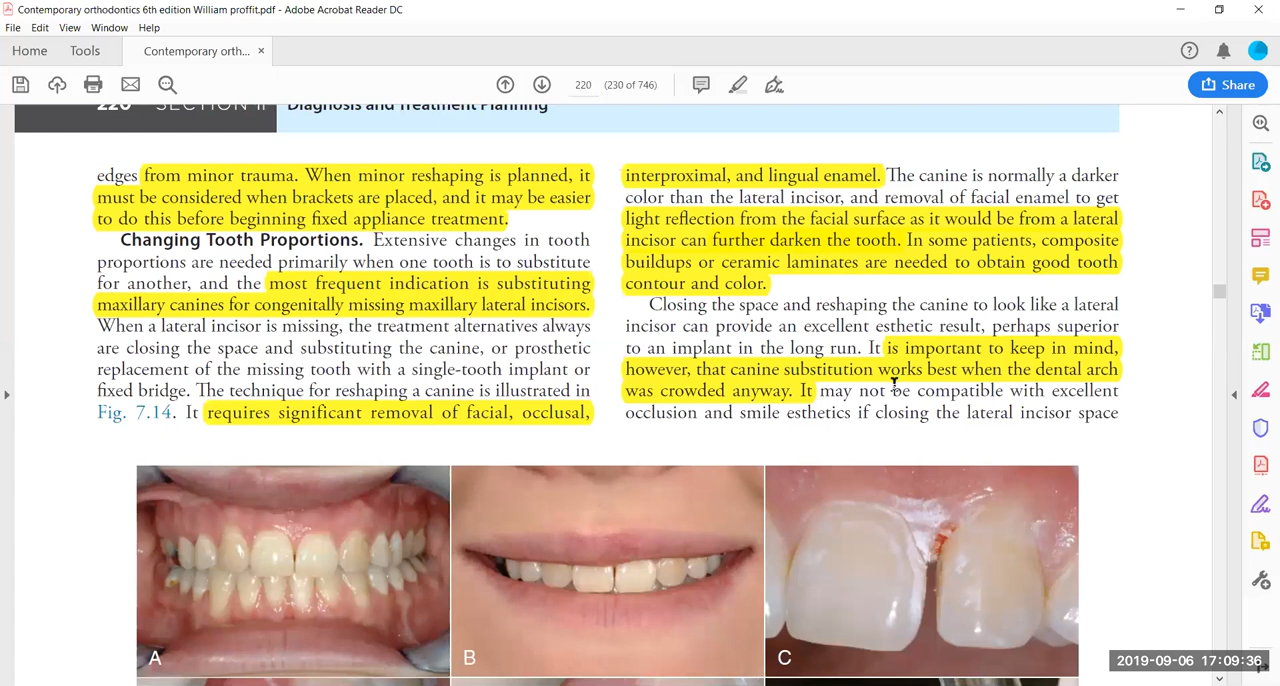 Contemporary orthodontics 6th edition William proffit.pdf - Adobe Acrobat Reader DC
File Edit View Window Help
Home Tools Contemporary orth... ×
220 (230 of 746)
Share
220 SECTION II Diagnosis and Treatment Planning
edges from minor trauma. When minor reshaping is planned, it
must be considered when brackets are placed, and it may be easier
to do this before beginning fixed appliance treatment.
Changing Tooth Proportions. Extensive changes in tooth
proportions are needed primarily when one tooth is to substitute
for another, and the most frequent indication is substituting
maxillary canines for congenitally missing maxillary lateral incisors.
When a lateral incisor is missing, the treatment alternatives always
are closing the space and substituting the canine, or prosthetic
replacement of the missing tooth with a single-tooth implant or
fixed bridge. The technique for reshaping a canine is illustrated in
Fig. 7.14. It requires significant removal of facial, occlusal,
interproximal, and lingual enamel. The canine is normally a darker
color than the lateral incisor, and removal of facial enamel to get
light reflection from the facial surface as it would be from a lateral
incisor can further darken the tooth. In some patients, composite
buildups or ceramic laminates are needed to obtain good tooth
contour and color.
Closing the space and reshaping the canine to look like a lateral
incisor can provide an excellent esthetic result, perhaps superior
to an implant in the long run. It is important to keep in mind,
however, that canine substitution works best when the dental arch
was crowded anyway. It may not be compatible with excellent
occlusion and smile esthetics if closing the lateral incisor space
A B C
2019-09-06 17:09:36